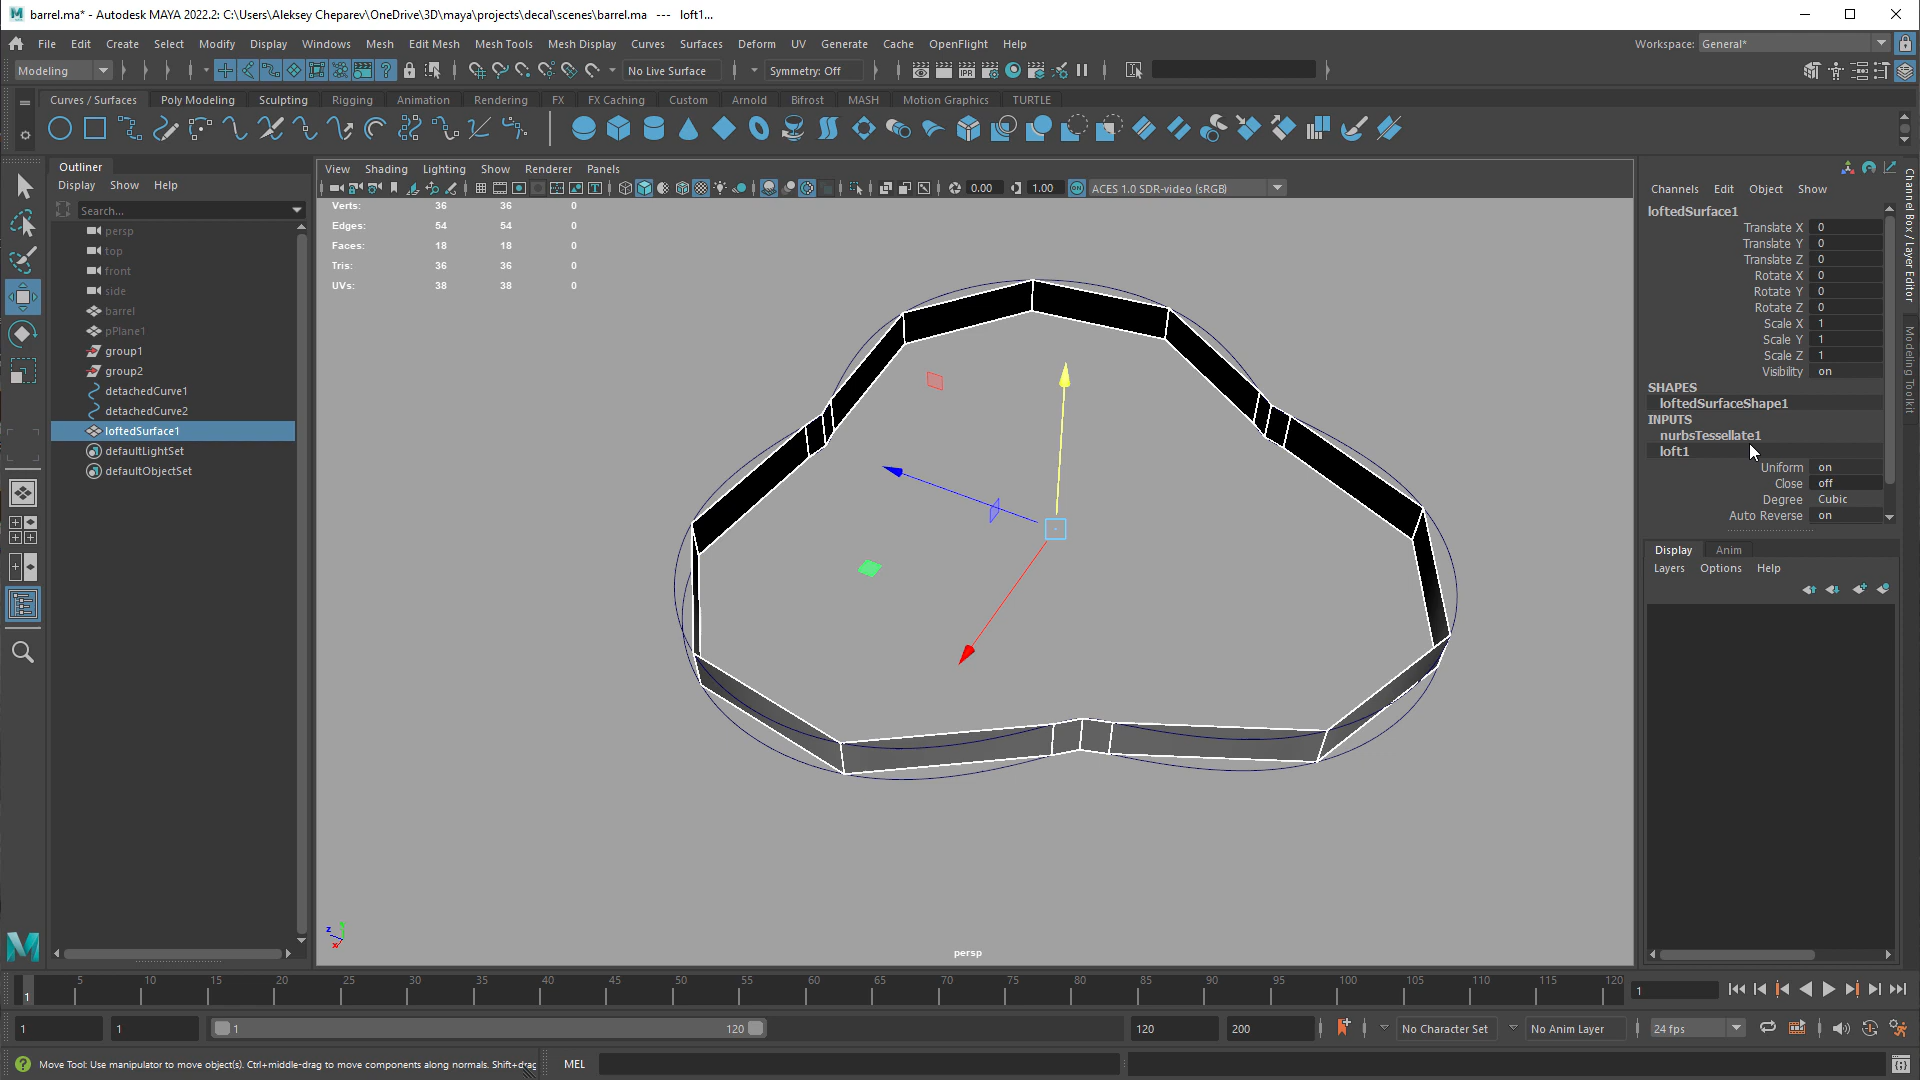 barrel.ma* - Autodesk MAYA 2022.2: C:\Users\Aleksey Cheparev\OneDrive\3D\maya\projects\decal\scenes\barrel.ma --- loft1...
File Edit Create Select Modify Display Windows Mesh Edit Mesh Mesh Tools Mesh Display Curves Surfaces Deform UV Generate Cache OpenFlight Help Workspace: General*
Modeling No Live Surface Symmetry: Off
Curves / Surfaces Poly Modeling Sculpting Rigging Animation Rendering FX FX Caching Custom Arnold Bifrost MASH Motion Graphics TURTLE
Outliner
Display Show Help
Search...
persp
top
front
side
barrel
pPlane1
group1
group2
detachedCurve1
detachedCurve2
loftedSurface1
defaultLightSet
defaultObjectSet
View Shading Lighting Show Renderer Panels
0.00 1.00 ACES 1.0 SDR-video (sRGB)
Verts: 36 36 0
Edges: 54 54 0
Faces: 18 18 0
Tris: 36 36 0
UVs: 38 38 0
z y x
persp
Channels Edit Object Show
loftedSurface1
Translate X 0
Translate Y 0
Translate Z 0
Rotate X 0
Rotate Y 0
Rotate Z 0
Scale X 1
Scale Y 1
Scale Z 1
Visibility on
SHAPES
loftedSurfaceShape1
INPUTS
nurbsTessellate1
loft1
Uniform on
Close off
Degree Cubic
Auto Reverse on
Display Anim
Layers Options Help
Channel Box / Layer Editor
Modeling Toolkit
1 5 10 15 20 25 30 35 40 45 50 55 60 65 70 75 80 85 90 95 100 105 110 115 120 1
1 1 1 120 120 200 No Character Set No Anim Layer 24 fps
Move Tool: Use manipulator to move object(s). Ctrl+middle-drag to move components along normals. Shift+drag MEL